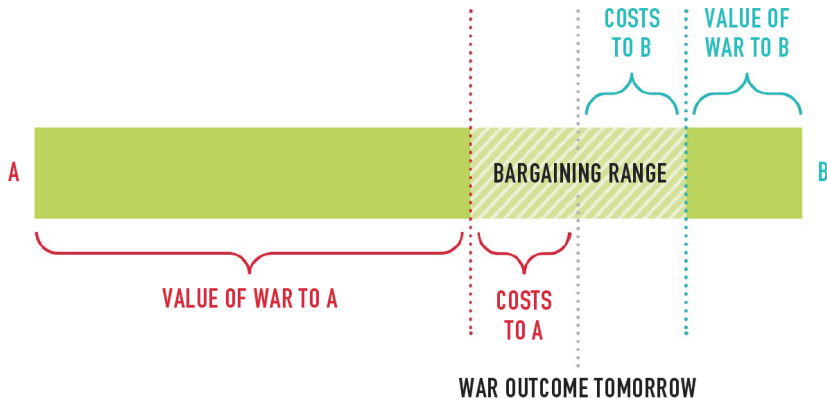 COSTS
TO B
VALUE OF
WAR TO B
A
BARGAINING RANGE
B
VALUE OF WAR TO A
COSTS
TO A
WAR OUTCOME TOMORROW